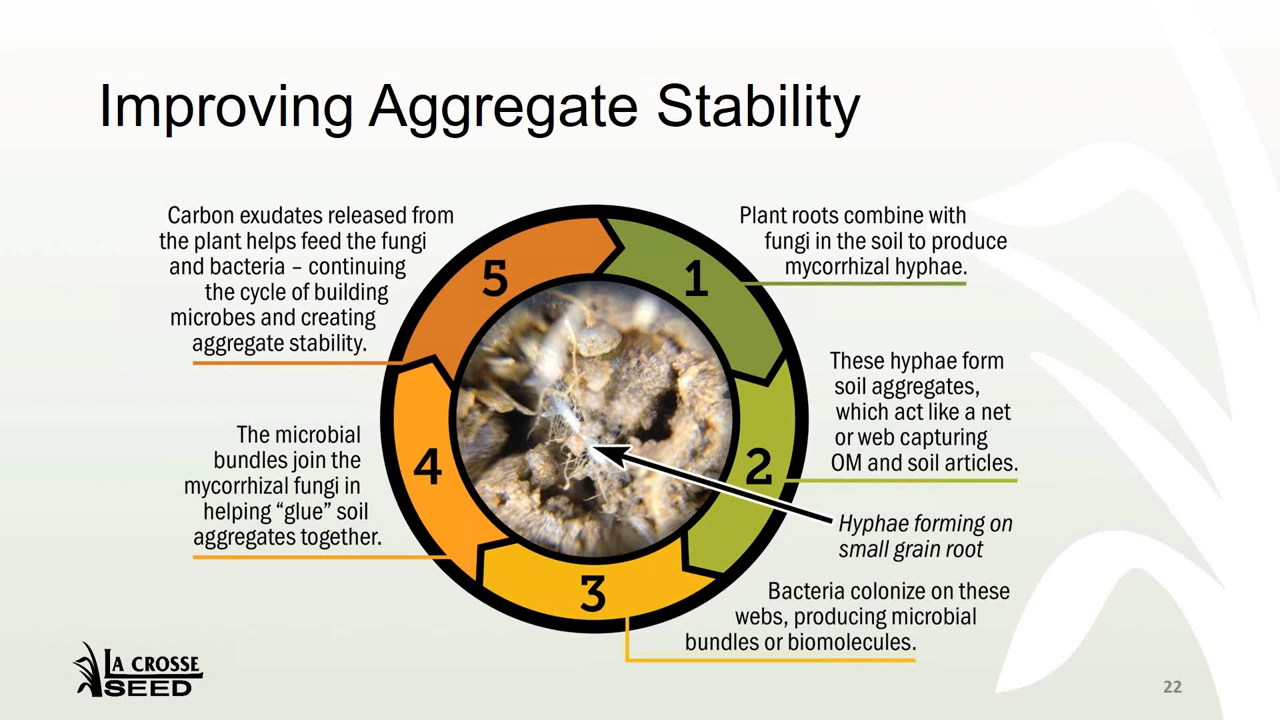 Improving Aggregate Stability
Plant roots combine with
fungi in the soil to produce
mycorrhizal hyphae.
1
These hyphae form
soil aggregates,
which act like a net
or web capturing
OM and soil articles.
2
Hyphae forming on
small grain root
Bacteria colonize on these
webs, producing microbial
bundles or biomolecules.
3
The microbial
bundles join the
mycorrhizal fungi in
helping “glue” soil
aggregates together.
4
Carbon exudates released from
the plant helps feed the fungi
and bacteria – continuing
the cycle of building
microbes and creating
aggregate stability.
5
LA CROSSE
SEED
22